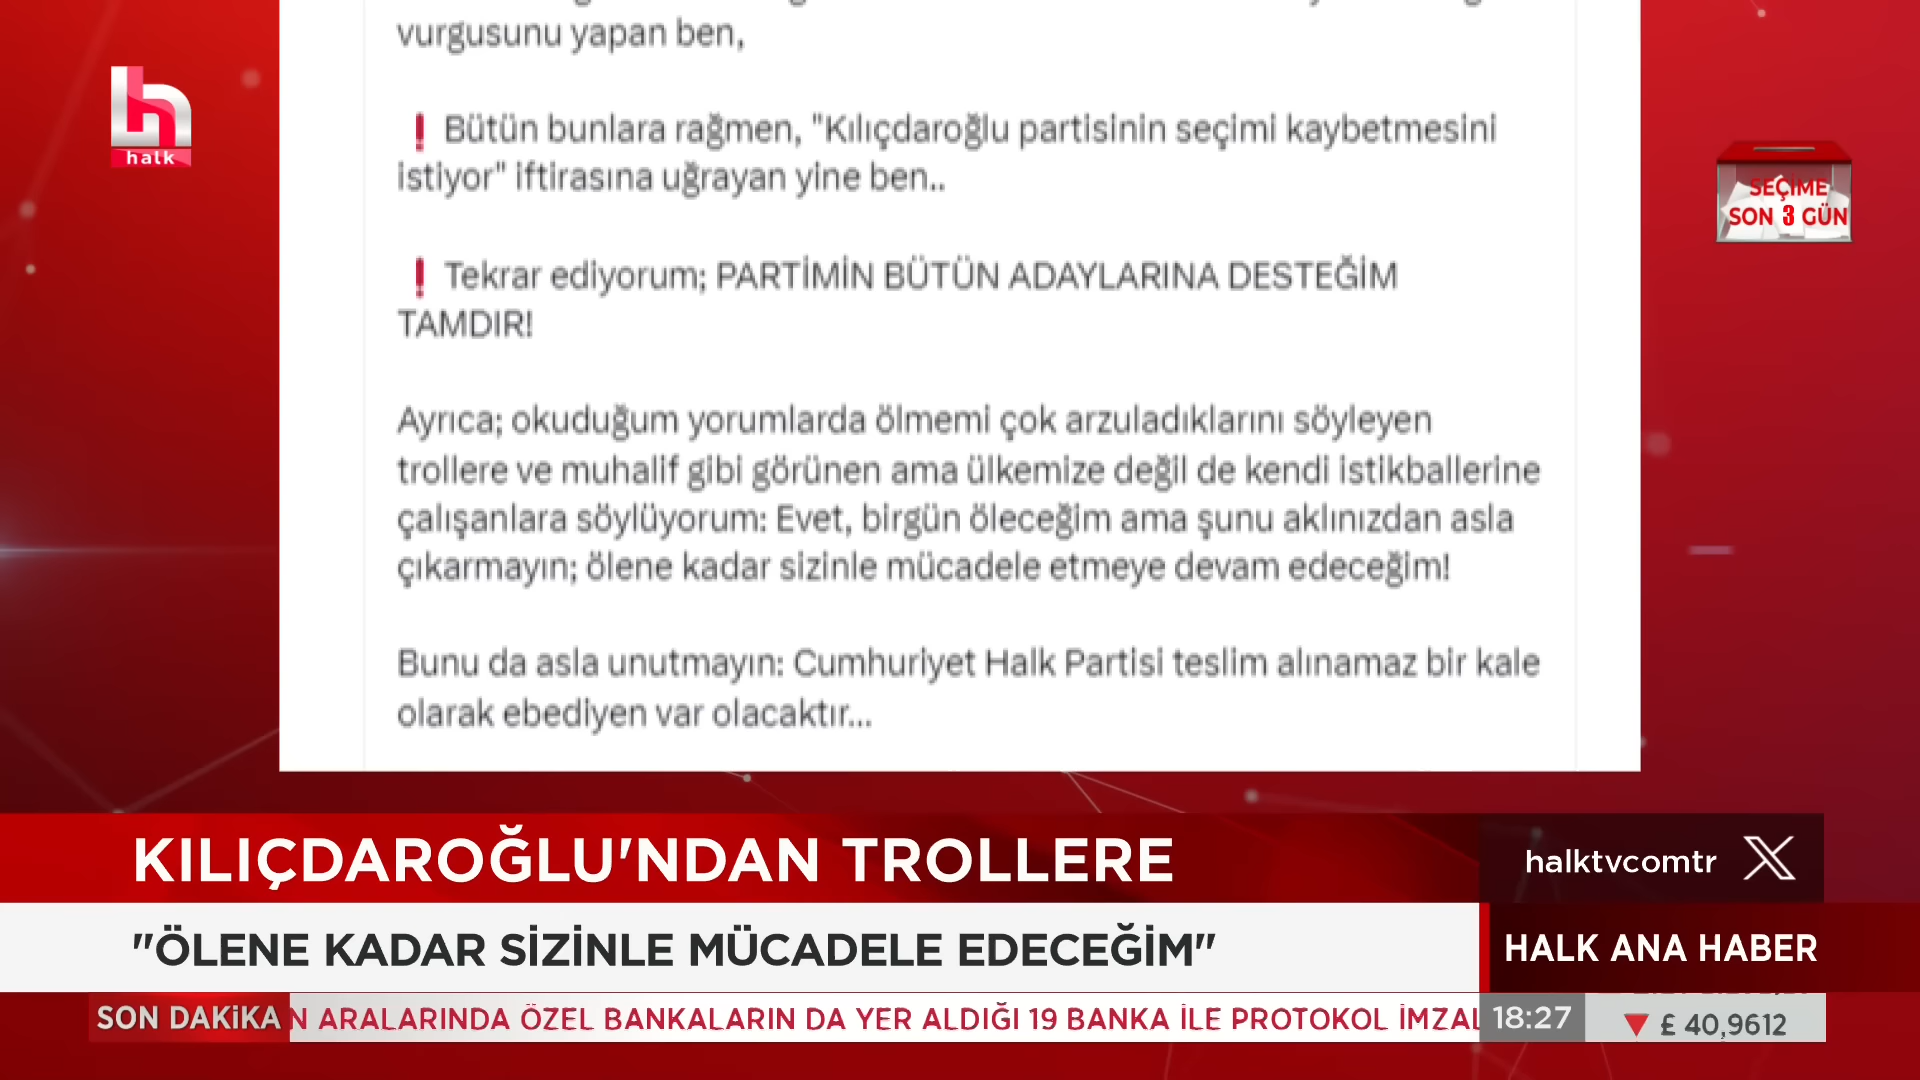 vurgusunu yapan ben,
❗ Bütün bunlara rağmen, "Kılıçdaroğlu partisinin seçimi kaybetmesini
istiyor" iftirasına uğrayan yine ben..
❗ Tekrar ediyorum; PARTİMİN BÜTÜN ADAYLARINA DESTEĞİM
TAMDIR!
Ayrıca; okuduğum yorumlarda ölmemi çok arzuladıklarını söyleyen
trollere ve muhalif gibi görünen ama ülkemize değil de kendi istikballerine
çalışanlara söylüyorum: Evet, birgün öleceğim ama şunu aklınızdan asla
çıkarmayın; ölene kadar sizinle mücadele etmeye devam edeceğim!
Bunu da asla unutmayın: Cumhuriyet Halk Partisi teslim alınamaz bir kale
olarak ebediyen var olacaktır...
h
halk
SEÇİME
SON 3 GÜN
KILIÇDAROĞLU'NDAN TROLLERE
halktvcomtr X
"ÖLENE KADAR SİZİNLE MÜCADELE EDECEĞİM"
HALK ANA HABER
SON DAKİKA
N ARALARINDA ÖZEL BANKALARIN DA YER ALDIĞI 19 BANKA İLE PROTOKOL İMZAL
18:27
▼ £ 40,9612